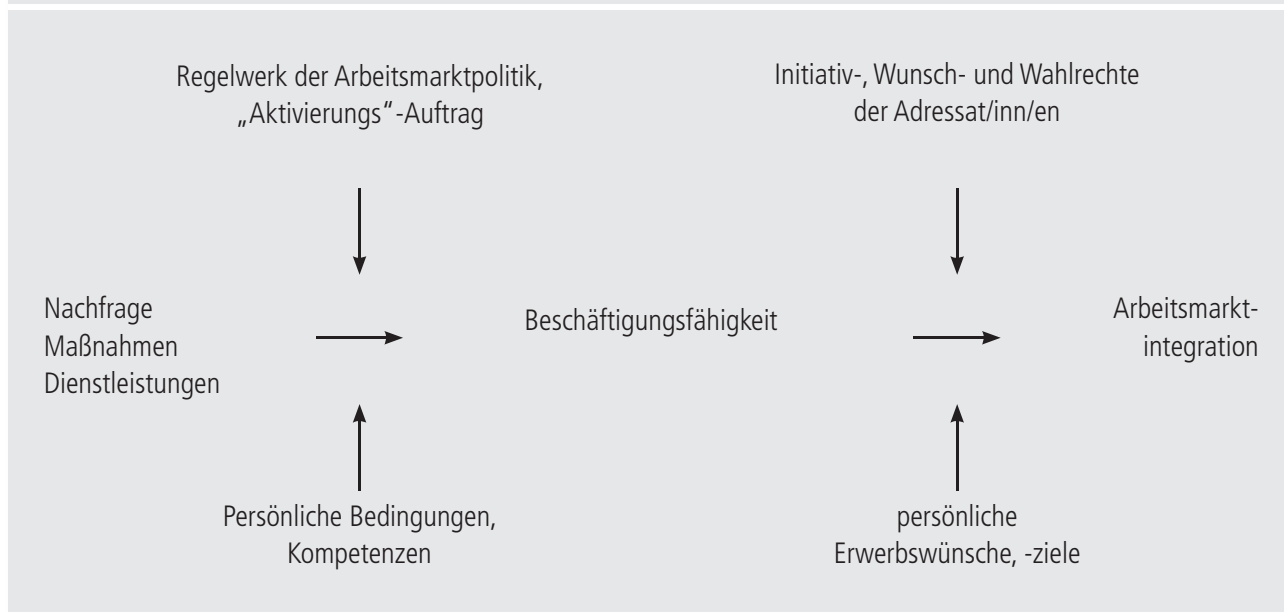 Regelwerk der Arbeitsmarktpolitik,
„Aktivierungs“-Auftrag
Initiativ-, Wunsch- und Wahlrechte
der Adressat/inn/en
Nachfrage
Maßnahmen
Dienstleistungen
Beschäftigungsfähigkeit
Arbeitsmarkt-
integration
Persönliche Bedingungen,
Kompetenzen
persönliche
Erwerbswünsche, -ziele